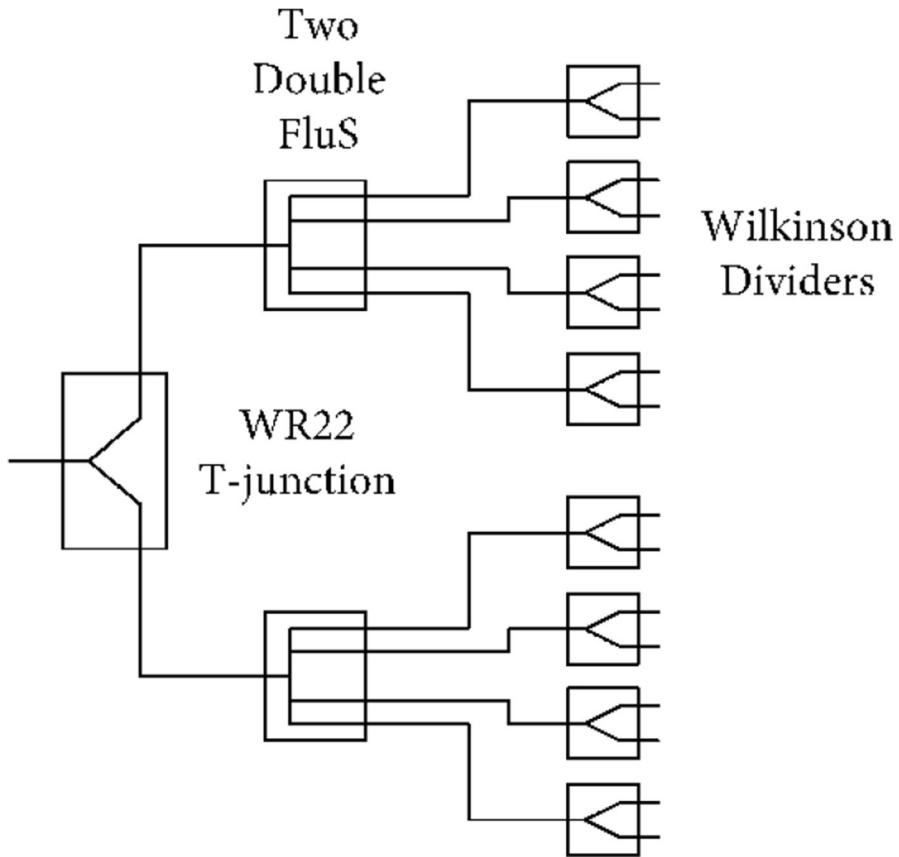 Two
Double
FluS
Wilkinson
Dividers
WR22
T-junction